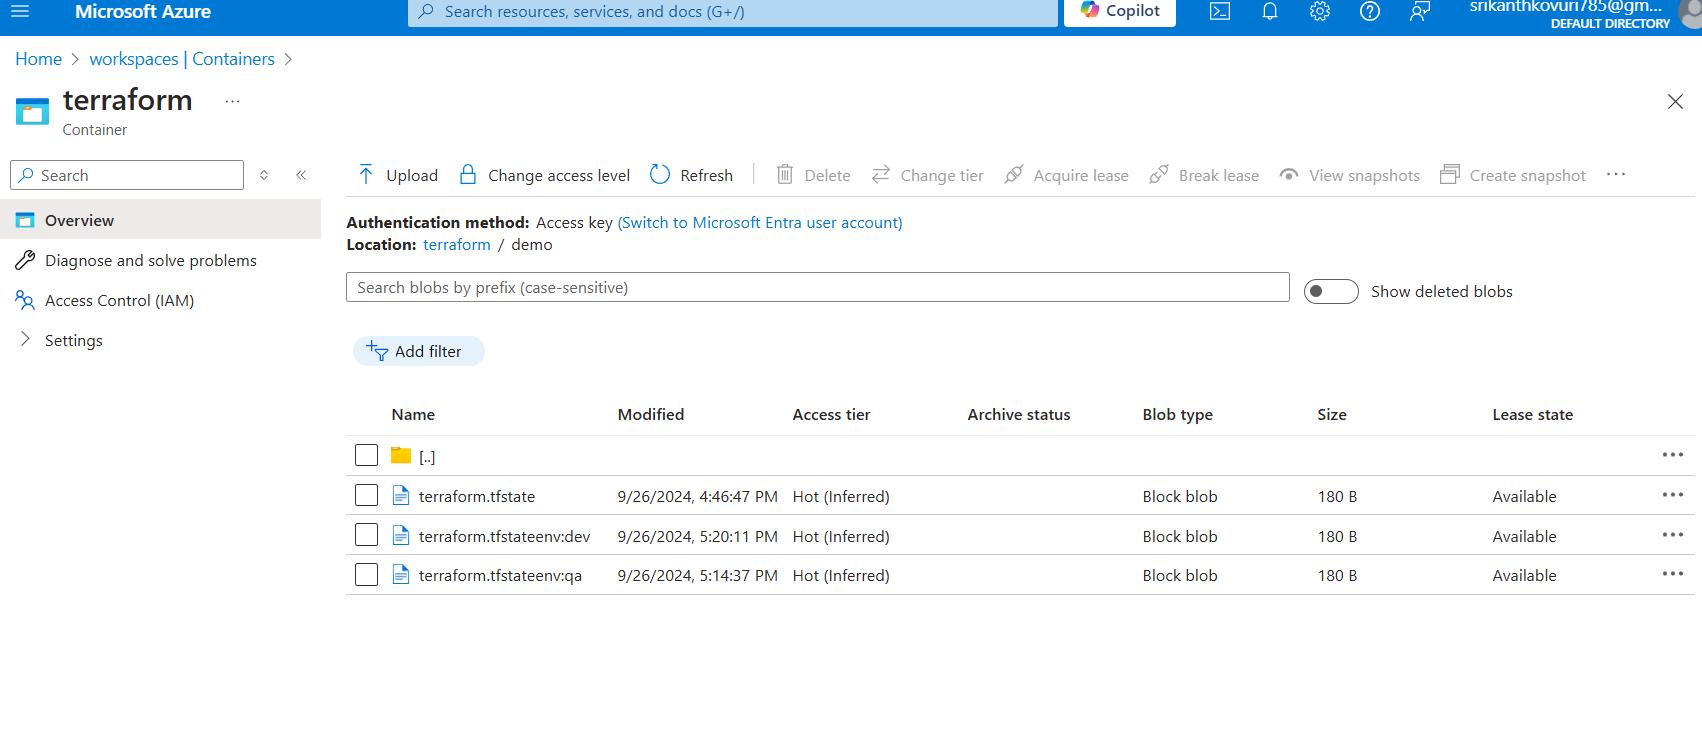 Microsoft Azure
Search resources, services, and docs (G+/)
Copilot
srikanthkovuri785@gm...
DEFAULT DIRECTORY
Home > workspaces | Containers >
terraform ...
Container
Search
Overview
Diagnose and solve problems
Access Control (IAM)
Settings
Upload Change access level Refresh Delete Change tier Acquire lease Break lease View snapshots Create snapshot ...
Authentication method: Access key (Switch to Microsoft Entra user account)
Location: terraform / demo
Search blobs by prefix (case-sensitive)
Show deleted blobs
Add filter
Name Modified Access tier Archive status Blob type Size Lease state
[..]
terraform.tfstate 9/26/2024, 4:46:47 PM Hot (Inferred) Block blob 180 B Available
terraform.tfstateenv:dev 9/26/2024, 5:20:11 PM Hot (Inferred) Block blob 180 B Available
terraform.tfstateenv:qa 9/26/2024, 5:14:37 PM Hot (Inferred) Block blob 180 B Available